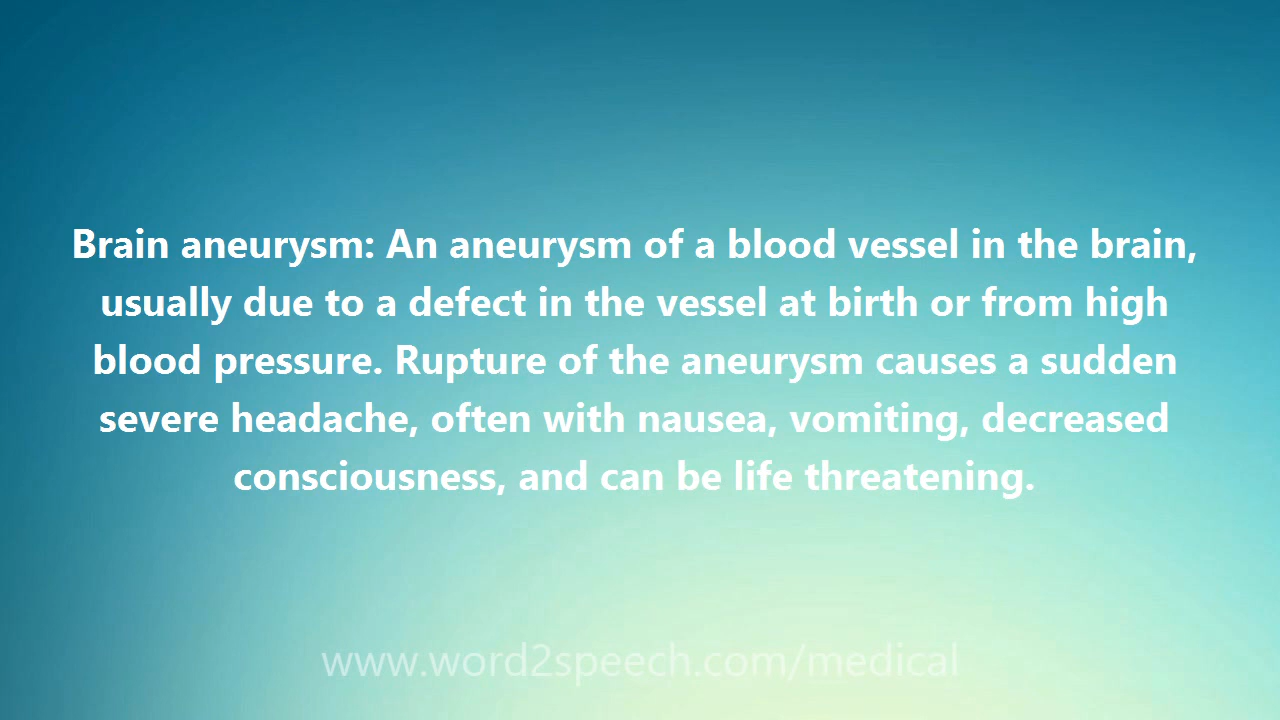 Brain aneurysm: An aneurysm of a blood vessel in the brain,
usually due to a defect in the vessel at birth or from high
blood pressure. Rupture of the aneurysm causes a sudden
severe headache, often with nausea, vomiting, decreased
consciousness, and can be life threatening.
www.word2speech.com/medical